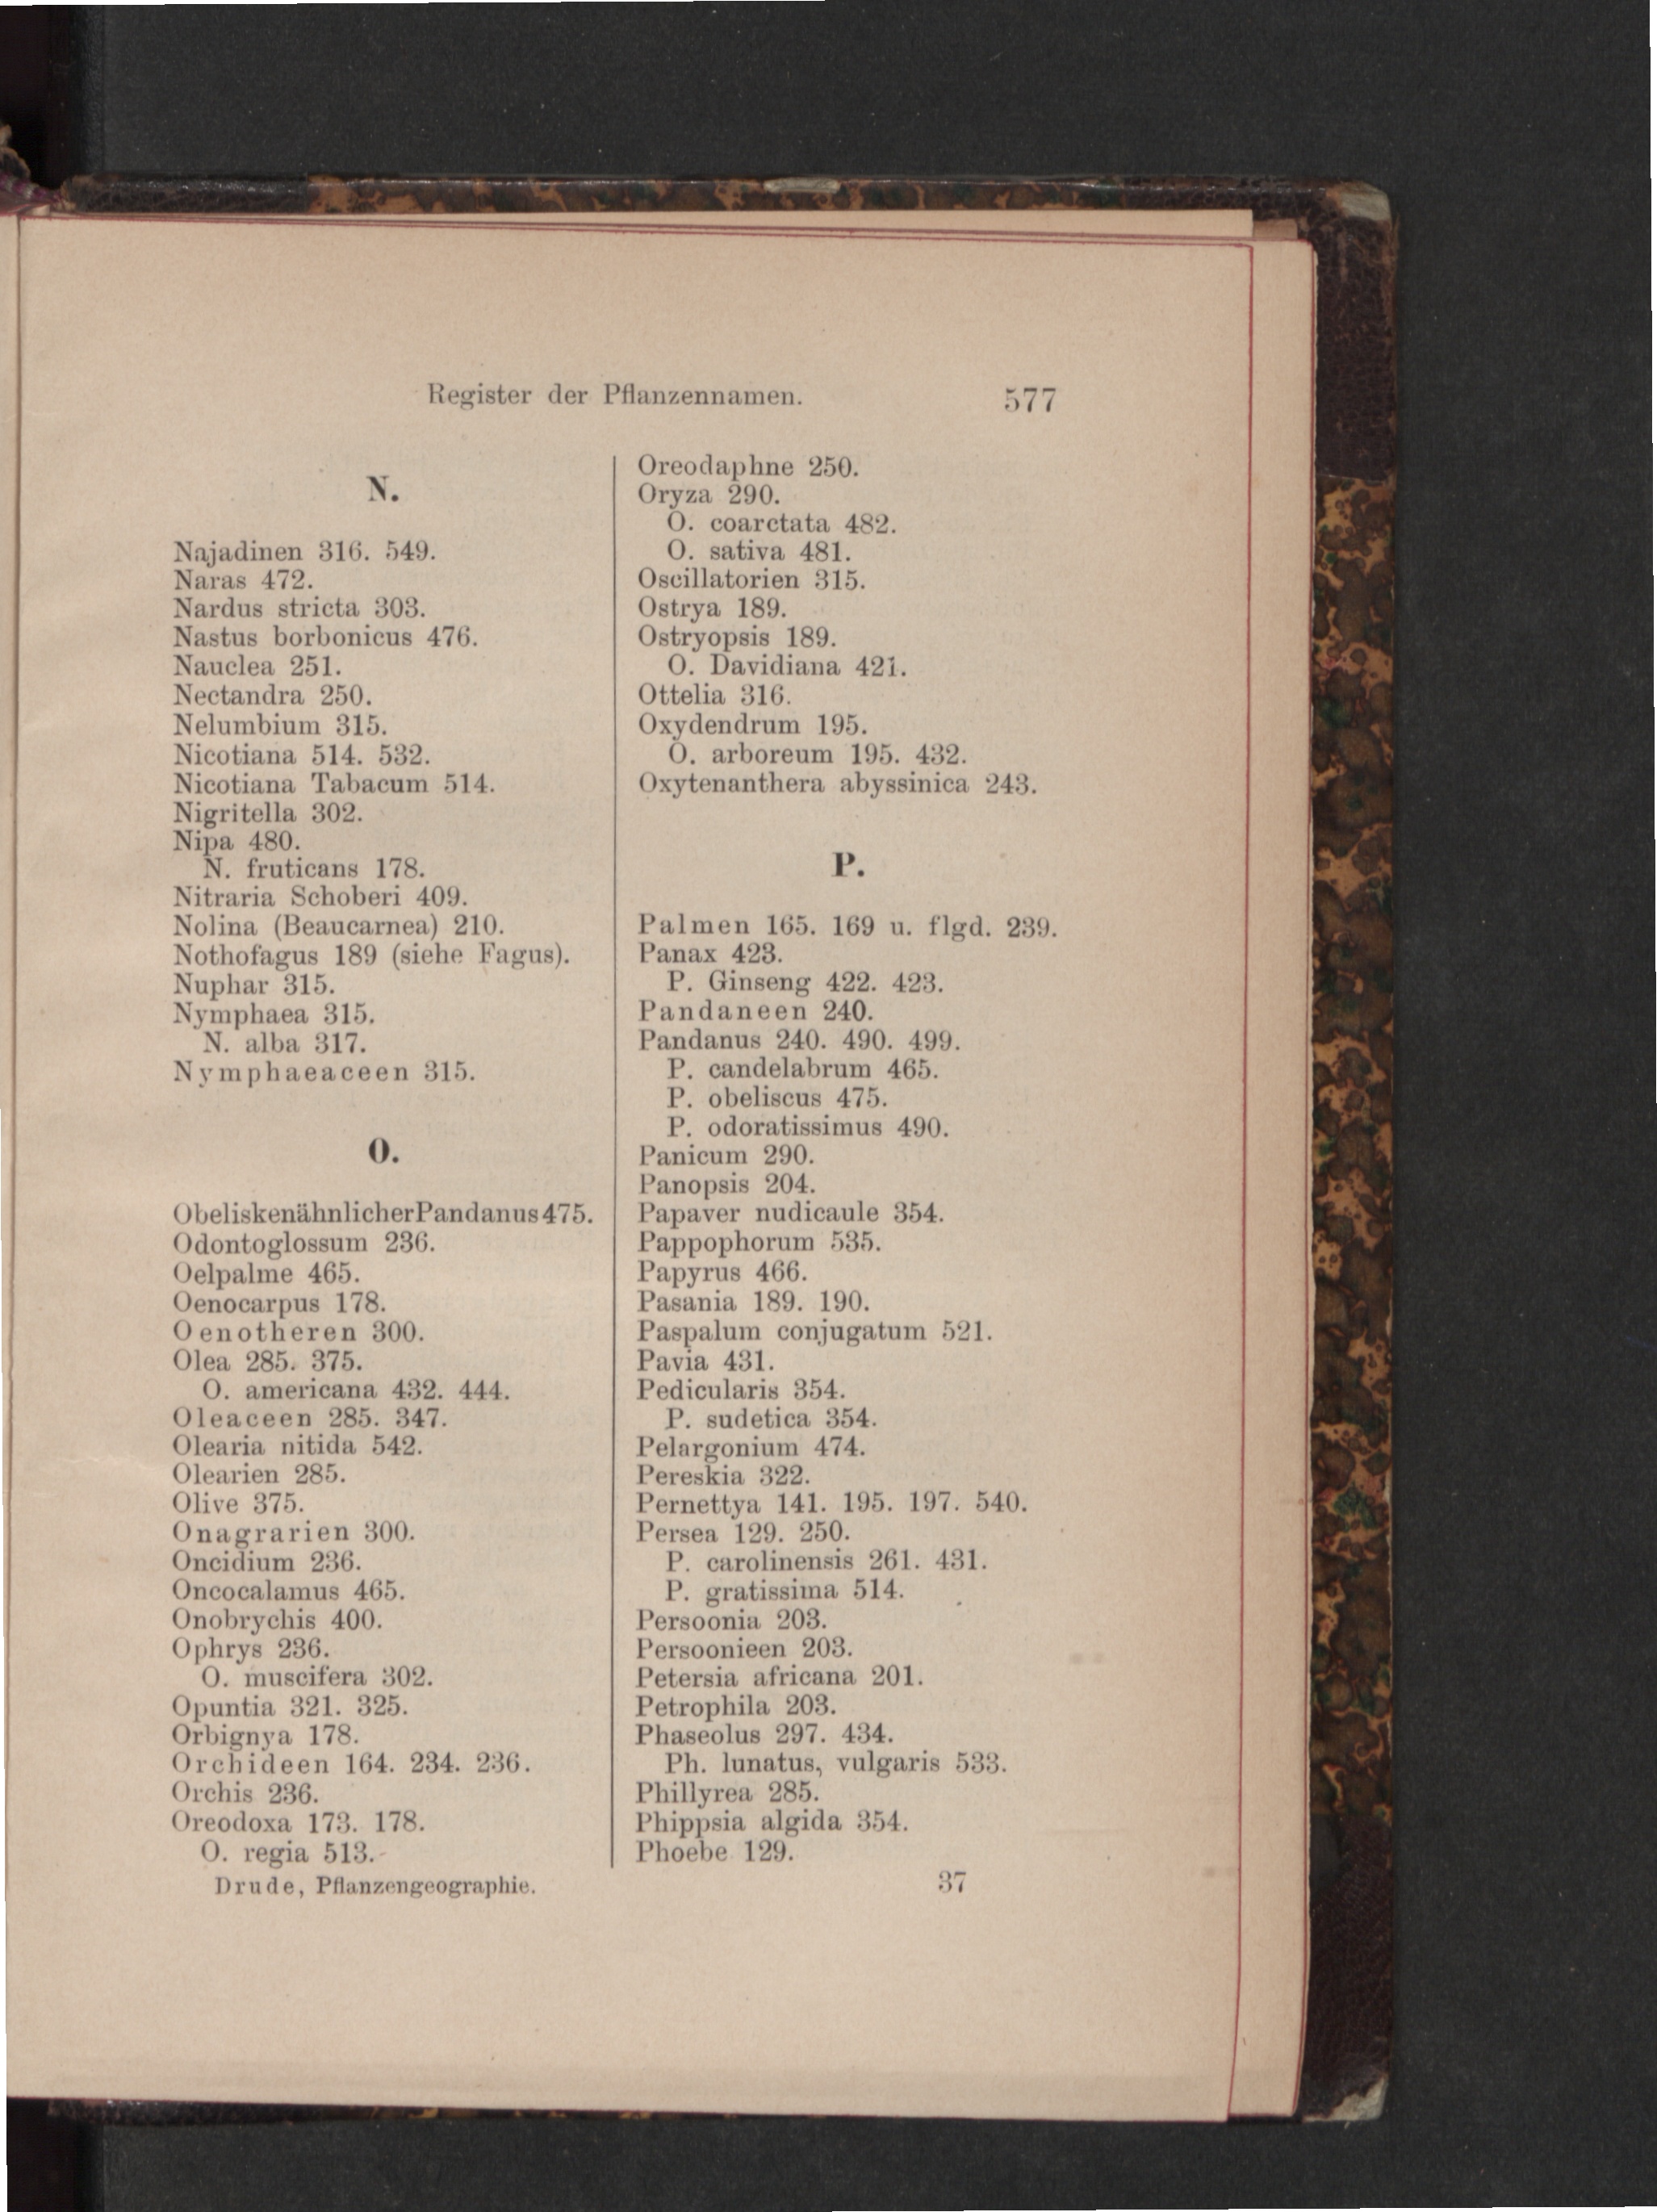 Register der Pflanzennamen. 577
N.
Najadinen 316. 549.
Naras 472.
Nardus stricta 303.
Nastus borbonicus 476.
Nauclea 251.
Nectandra 250.
Nelumbium 315.
Nicotiana 514. 532.
Nicotiana Tabacum 514.
Nigritella 302.
Nipa 480.
N. fruticans 178.
Nitraria Schoberi 409.
Nolina (Beaucarnea) 210.
Nothofagus 189 (siehe Fagus).
Nuphar 315.
Nymphaea 315.
N. alba 317.
Nymphaeaceen 315.
O.
Obeliskenähnlicher Pandanus 475.
Odontoglossum 236.
Oelpalme 465.
Oenocarpus 178.
Oenotheren 300.
Olea 285. 375.
O. americana 432. 444.
Oleaceen 285. 347.
Olearia nitida 542.
Olearien 285.
Olive 375.
Onagrarien 300.
Oncidium 236.
Oncocalamus 465.
Onobrychis 400.
Ophrys 236.
O. muscifera 302.
Opuntia 321. 325.
Orbignya 178.
Orchideen 164. 234. 236.
Orchis 236.
Oreodoxa 173. 178.
O. regia 513.
Oreodaphne 250.
Oryza 290.
O. coarctata 482.
O. sativa 481.
Oscillatorien 315.
Ostrya 189.
Ostryopsis 189.
O. Davidiana 421.
Ottelia 316.
Oxydendrum 195.
O. arboreum 195. 432.
Oxytenanthera abyssinica 243.
P.
Palmen 165. 169 u. flgd. 239.
Panax 423.
P. Ginseng 422. 423.
Pandaneen 240.
Pandanus 240. 490. 499.
P. candelabrum 465.
P. obeliscus 475.
P. odoratissimus 490.
Panicum 290.
Panopsis 204.
Papaver nudicaule 354.
Pappophorum 535.
Papyrus 466.
Pasania 189. 190.
Paspalum conjugatum 521.
Pavia 431.
Pedicularis 354.
P. sudetica 354.
Pelargonium 474.
Pereskia 322.
Pernettya 141. 195. 197. 540.
Persea 129. 250.
P. carolinensis 261. 431.
P. gratissima 514.
Persoonia 203.
Persoonieen 203.
Petersia africana 201.
Petrophila 203.
Phaseolus 297. 434.
Ph. lunatus, vulgaris 533.
Phillyrea 285.
Phippsia algida 354.
Phoebe 129.
Drude, Pflanzengeographie. 37